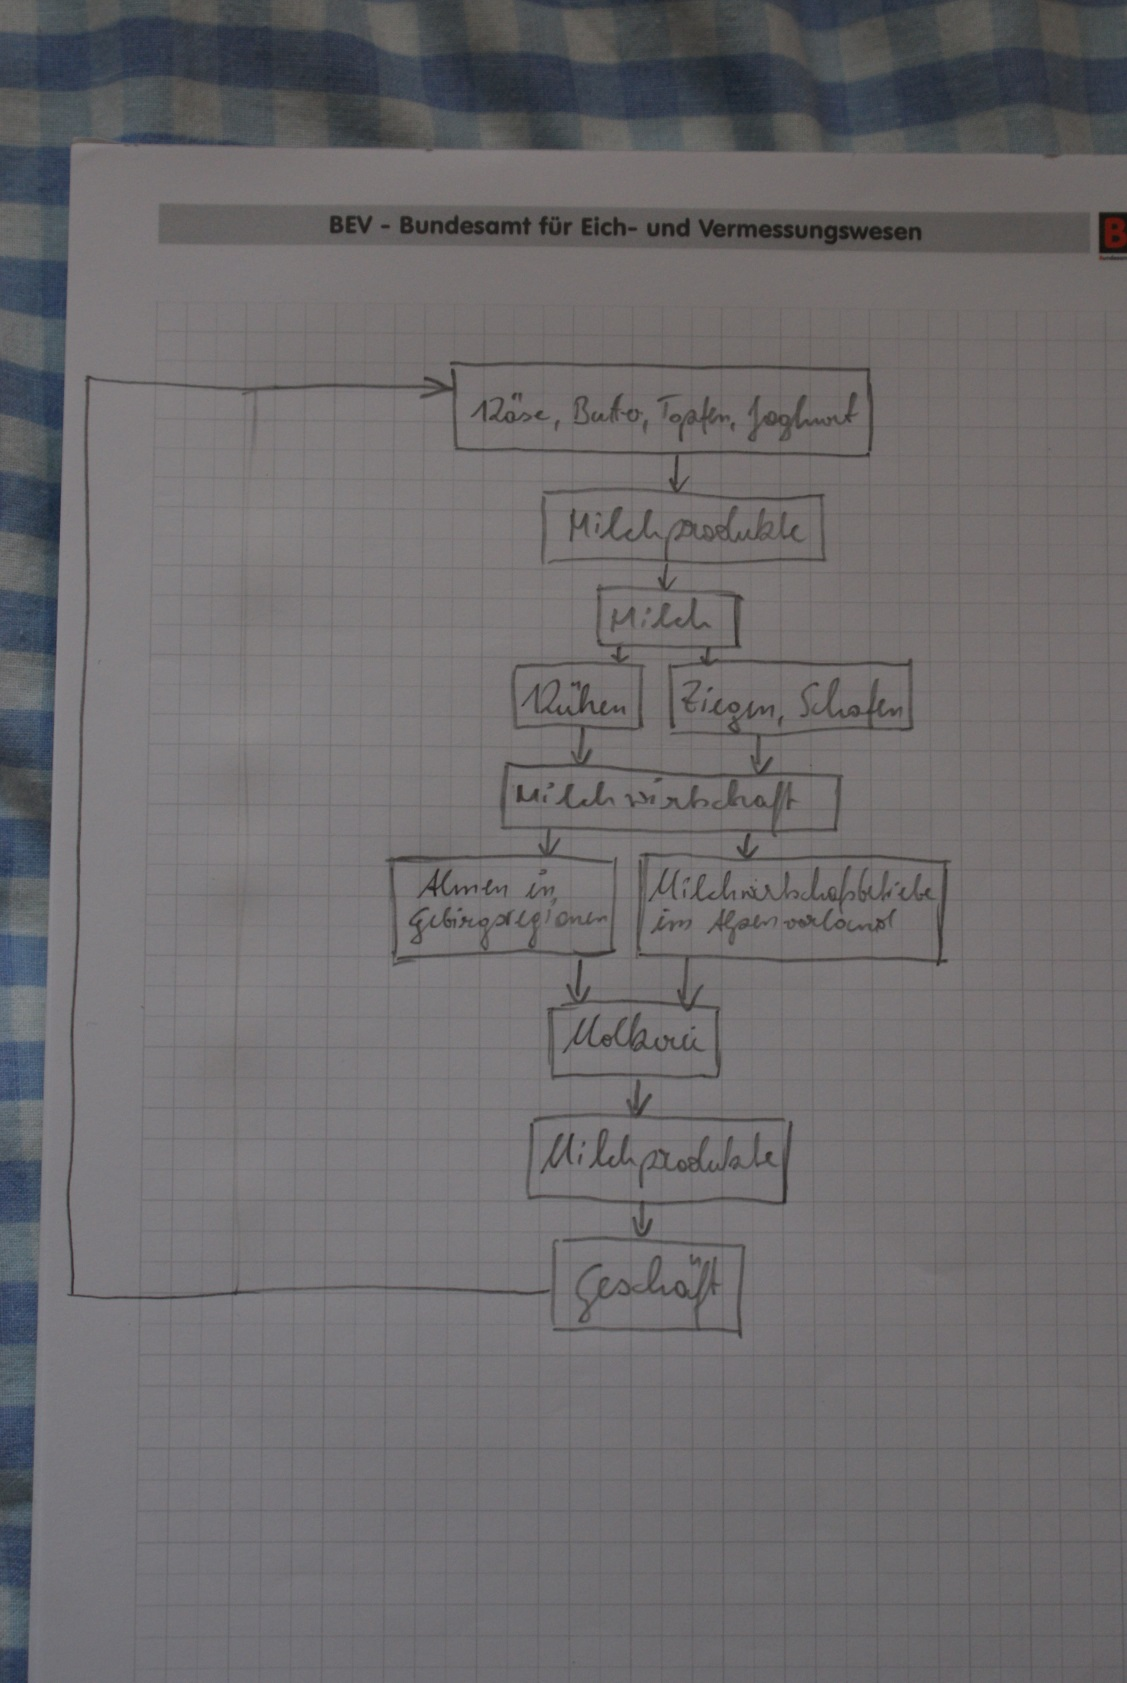 BEV - Bundesamt für Eich- und Vermessungswesen
B
Käse, Butter, Topfen, Joghurt
Milchprodukte
Milch
Kühen
Ziegen, Schafen
Milchwirtschaft
Almen in
Gebirgsregionen
Milchwirtschaftsbetriebe
im Alpenvorland
Molkerei
Milchprodukte
Geschäft